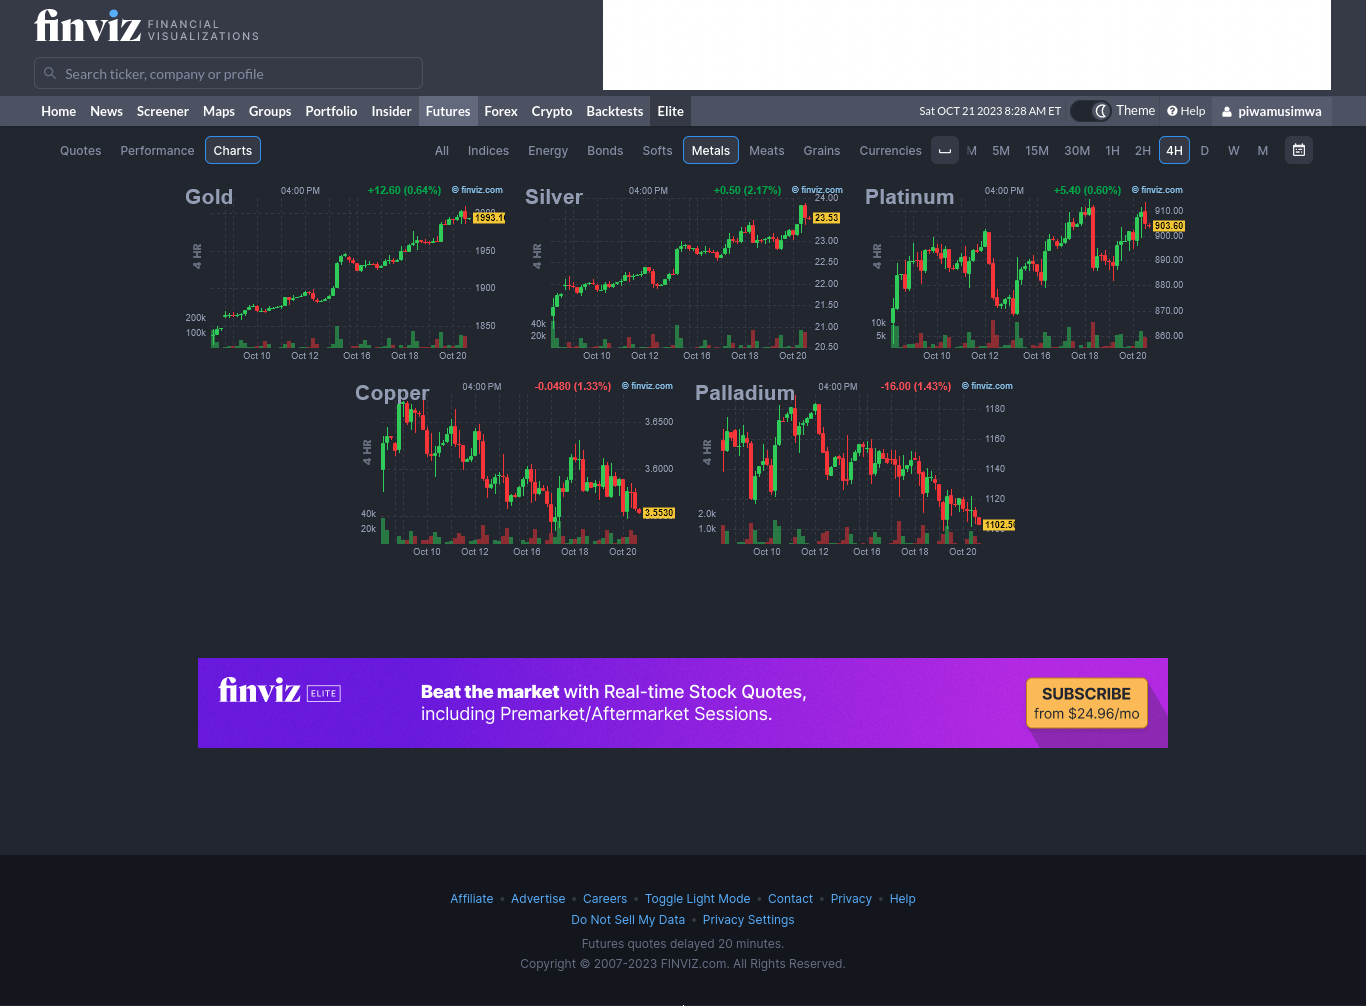 finviz FINANCIAL VISUALIZATIONS
Search ticker, company or profile
Home News Screener Maps Groups Portfolio Insider Futures Forex Crypto Backtests Elite
Sat OCT 21 2023 8:28 AM ET Theme Help piwamusimwa
Quotes Performance Charts
All Indices Energy Bonds Softs Metals Meats Grains Currencies
M 5M 15M 30M 1H 2H 4H D W M
Gold 04:00 PM +12.60 (0.64%) © finviz.com
4 HR
1950
1900
1850
200k
100k
Oct 10 Oct 12 Oct 16 Oct 18 Oct 20
Silver 04:00 PM +0.50 (2.17%) © finviz.com
4 HR
24.00
23.53
23.00
22.50
22.00
21.50
21.00
20.50
40k
20k
Oct 10 Oct 12 Oct 16 Oct 18 Oct 20
Platinum 04:00 PM +5.40 (0.60%) © finviz.com
4 HR
910.00
903.60
900.00
890.00
880.00
870.00
860.00
10k
5k
Oct 10 Oct 12 Oct 16 Oct 18 Oct 20
Copper 04:00 PM -0.0480 (1.33%) © finviz.com
4 HR
3.6500
3.6000
3.5530
40k
20k
Oct 10 Oct 12 Oct 16 Oct 18 Oct 20
Palladium 04:00 PM -16.00 (1.43%) © finviz.com
4 HR
1180
1160
1140
1120
1102.50
2.0k
1.0k
Oct 10 Oct 12 Oct 16 Oct 18 Oct 20
finviz ELITE
Beat the market with Real-time Stock Quotes,
including Premarket/Aftermarket Sessions.
SUBSCRIBE
from $24.96/mo
Affiliate • Advertise • Careers • Toggle Light Mode • Contact • Privacy • Help
Do Not Sell My Data • Privacy Settings
Futures quotes delayed 20 minutes.
Copyright © 2007-2023 FINVIZ.com. All Rights Reserved.